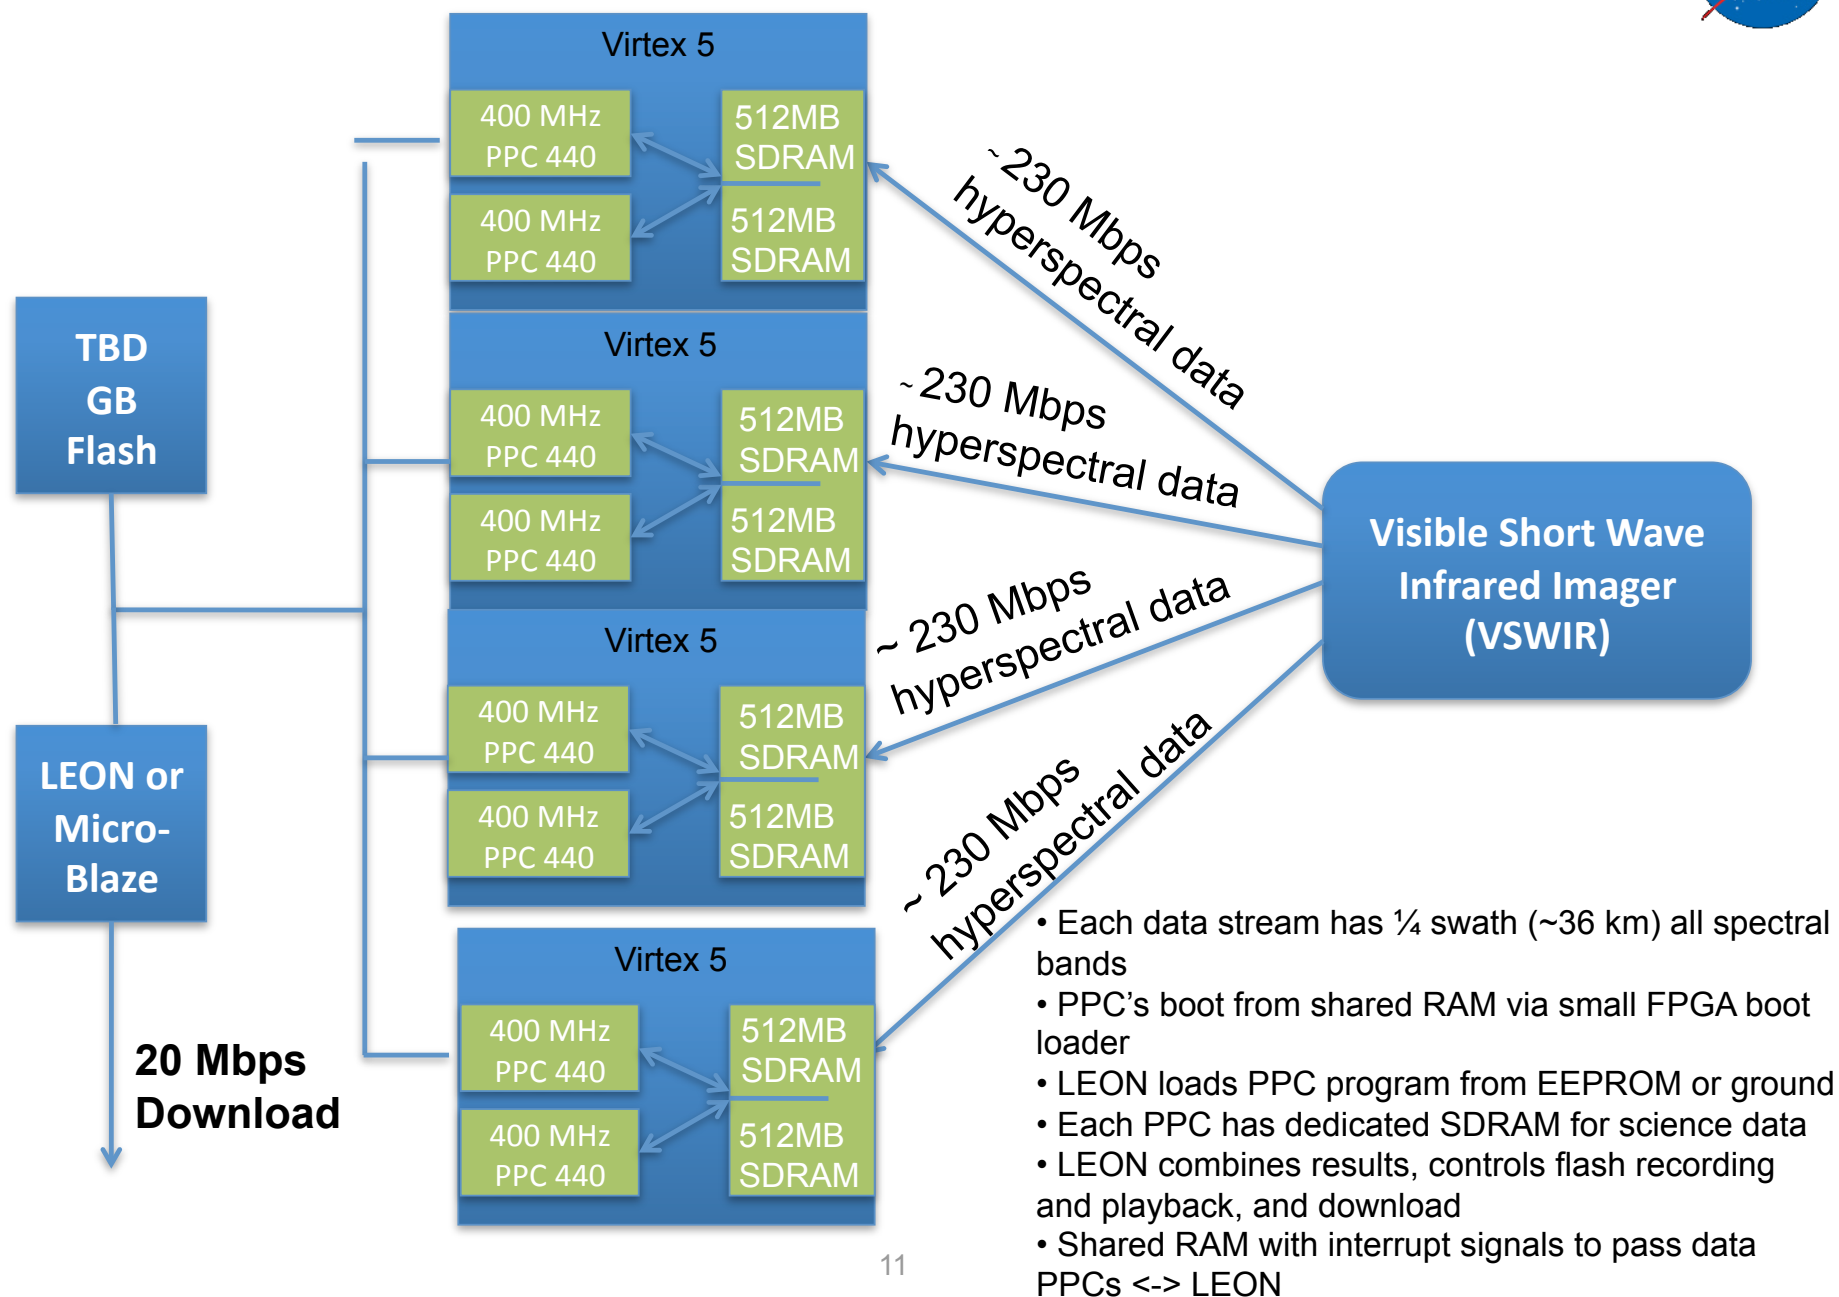 Virtex 5
400 MHz
PPC 440
400 MHz
PPC 440
512MB
SDRAM
512MB
SDRAM
Virtex 5
400 MHz
PPC 440
400 MHz
PPC 440
512MB
SDRAM
512MB
SDRAM
Virtex 5
400 MHz
PPC 440
400 MHz
PPC 440
512MB
SDRAM
512MB
SDRAM
Virtex 5
400 MHz
PPC 440
400 MHz
PPC 440
512MB
SDRAM
512MB
SDRAM
TBD
GB
Flash
LEON or
Micro-
Blaze
20 Mbps
Download
~230 Mbps
hyperspectral data
~230 Mbps
hyperspectral data
~ 230 Mbps
hyperspectral data
~ 230 Mbps
hyperspectral data
Visible Short Wave
Infrared Imager
(VSWIR)
• Each data stream has ¼ swath (~36 km) all spectral
bands
• PPC's boot from shared RAM via small FPGA boot
loader
• LEON loads PPC program from EEPROM or ground
• Each PPC has dedicated SDRAM for science data
• LEON combines results, controls flash recording
and playback, and download
• Shared RAM with interrupt signals to pass data
PPCs <-> LEON
11